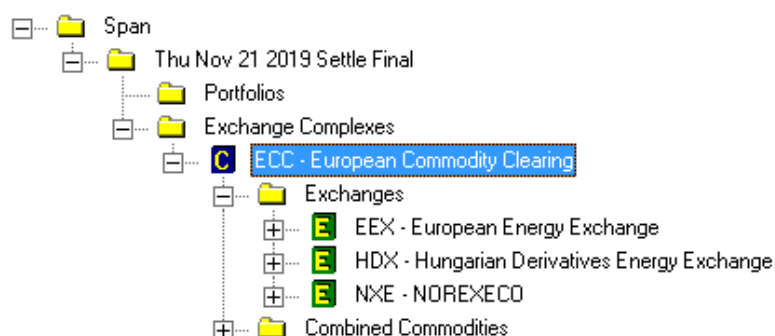 Span
Thu Nov 21 2019 Settle Final
Portfolios
Exchange Complexes
C ECC - European Commodity Clearing
Exchanges
E EEX - European Energy Exchange
E HDX - Hungarian Derivatives Energy Exchange
E NXE - NOREXECO
Combined Commodities